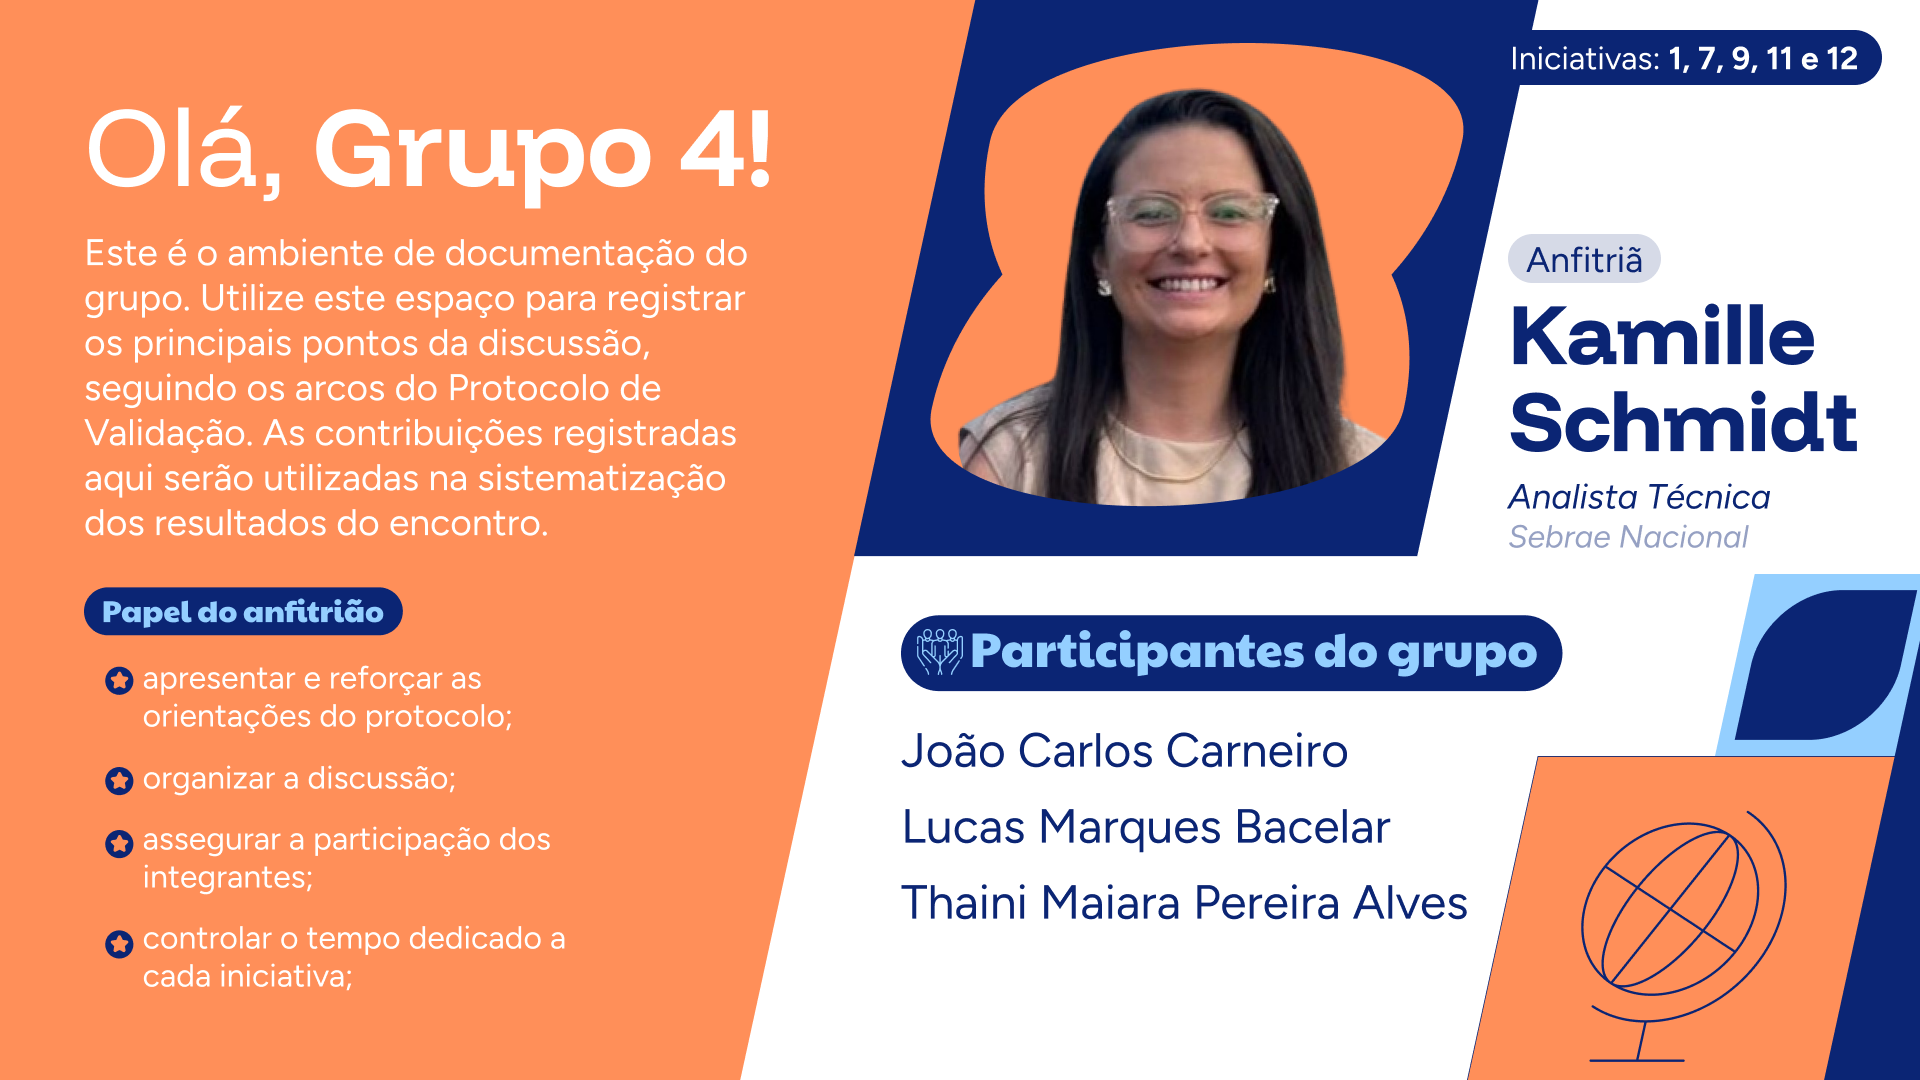 Olá, Grupo 4!
Este é o ambiente de documentação do
grupo. Utilize este espaço para registrar
os principais pontos da discussão,
seguindo os arcos do Protocolo de
Validação. As contribuições registradas
aqui serão utilizadas na sistematização
dos resultados do encontro.
Papel do anfitrião
apresentar e reforçar as
orientações do protocolo;
organizar a discussão;
assegurar a participação dos
integrantes;
controlar o tempo dedicado a
cada iniciativa;
Iniciativas: 1, 7, 9, 11 e 12
Anfitriã
Kamille
Schmidt
Analista Técnica
Sebrae Nacional
Participantes do grupo
João Carlos Carneiro
Lucas Marques Bacelar
Thaini Maiara Pereira Alves